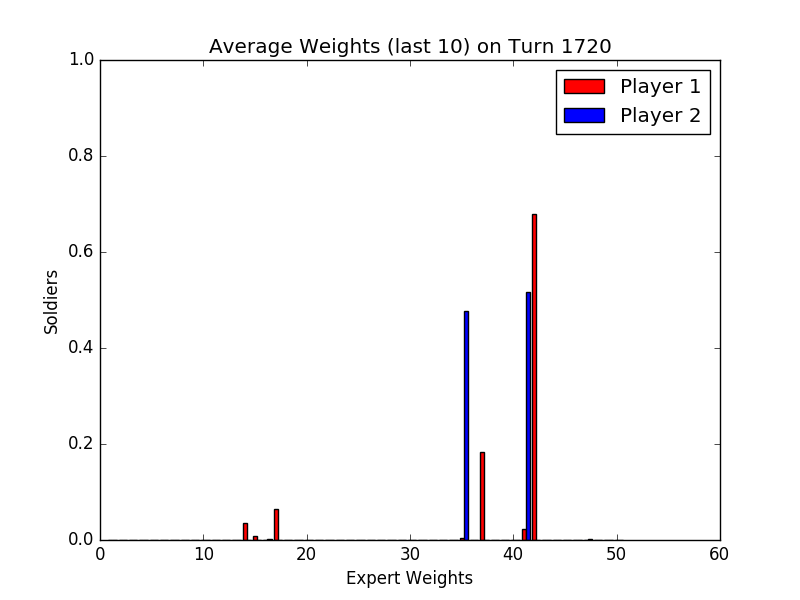 Average Weights (last 10) on Turn 1720
1.0
0.8
0.6
0.4
0.2
0.0
Soldiers
Player 1
Player 2
0 10 20 30 40 50 60
Expert Weights